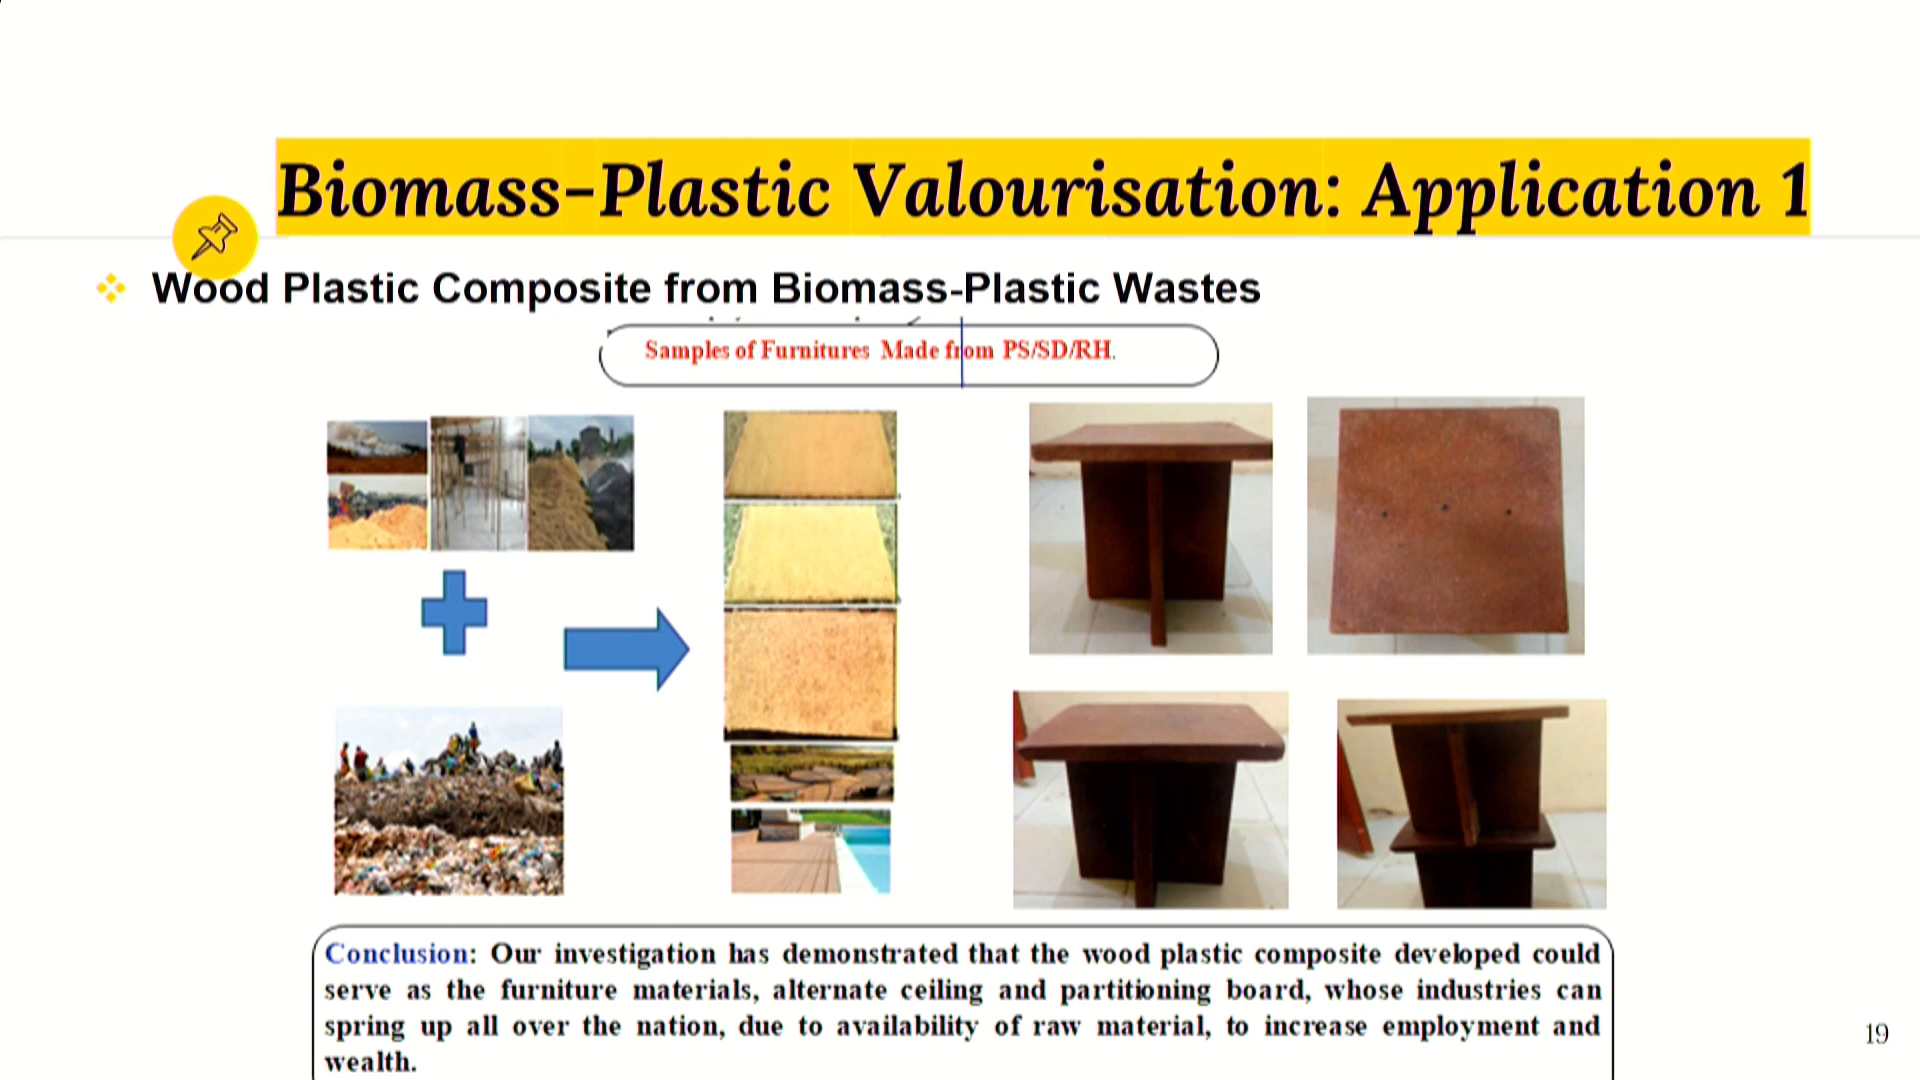 Biomass-Plastic Valourisation: Application 1
Wood Plastic Composite from Biomass-Plastic Wastes
Samples of Furnitures Made from PS/SD/RH.
Conclusion: Our investigation has demonstrated that the wood plastic composite developed could
serve as the furniture materials, alternate ceiling and partitioning board, whose industries can
spring up all over the nation, due to availability of raw material, to increase employment and
wealth.
19